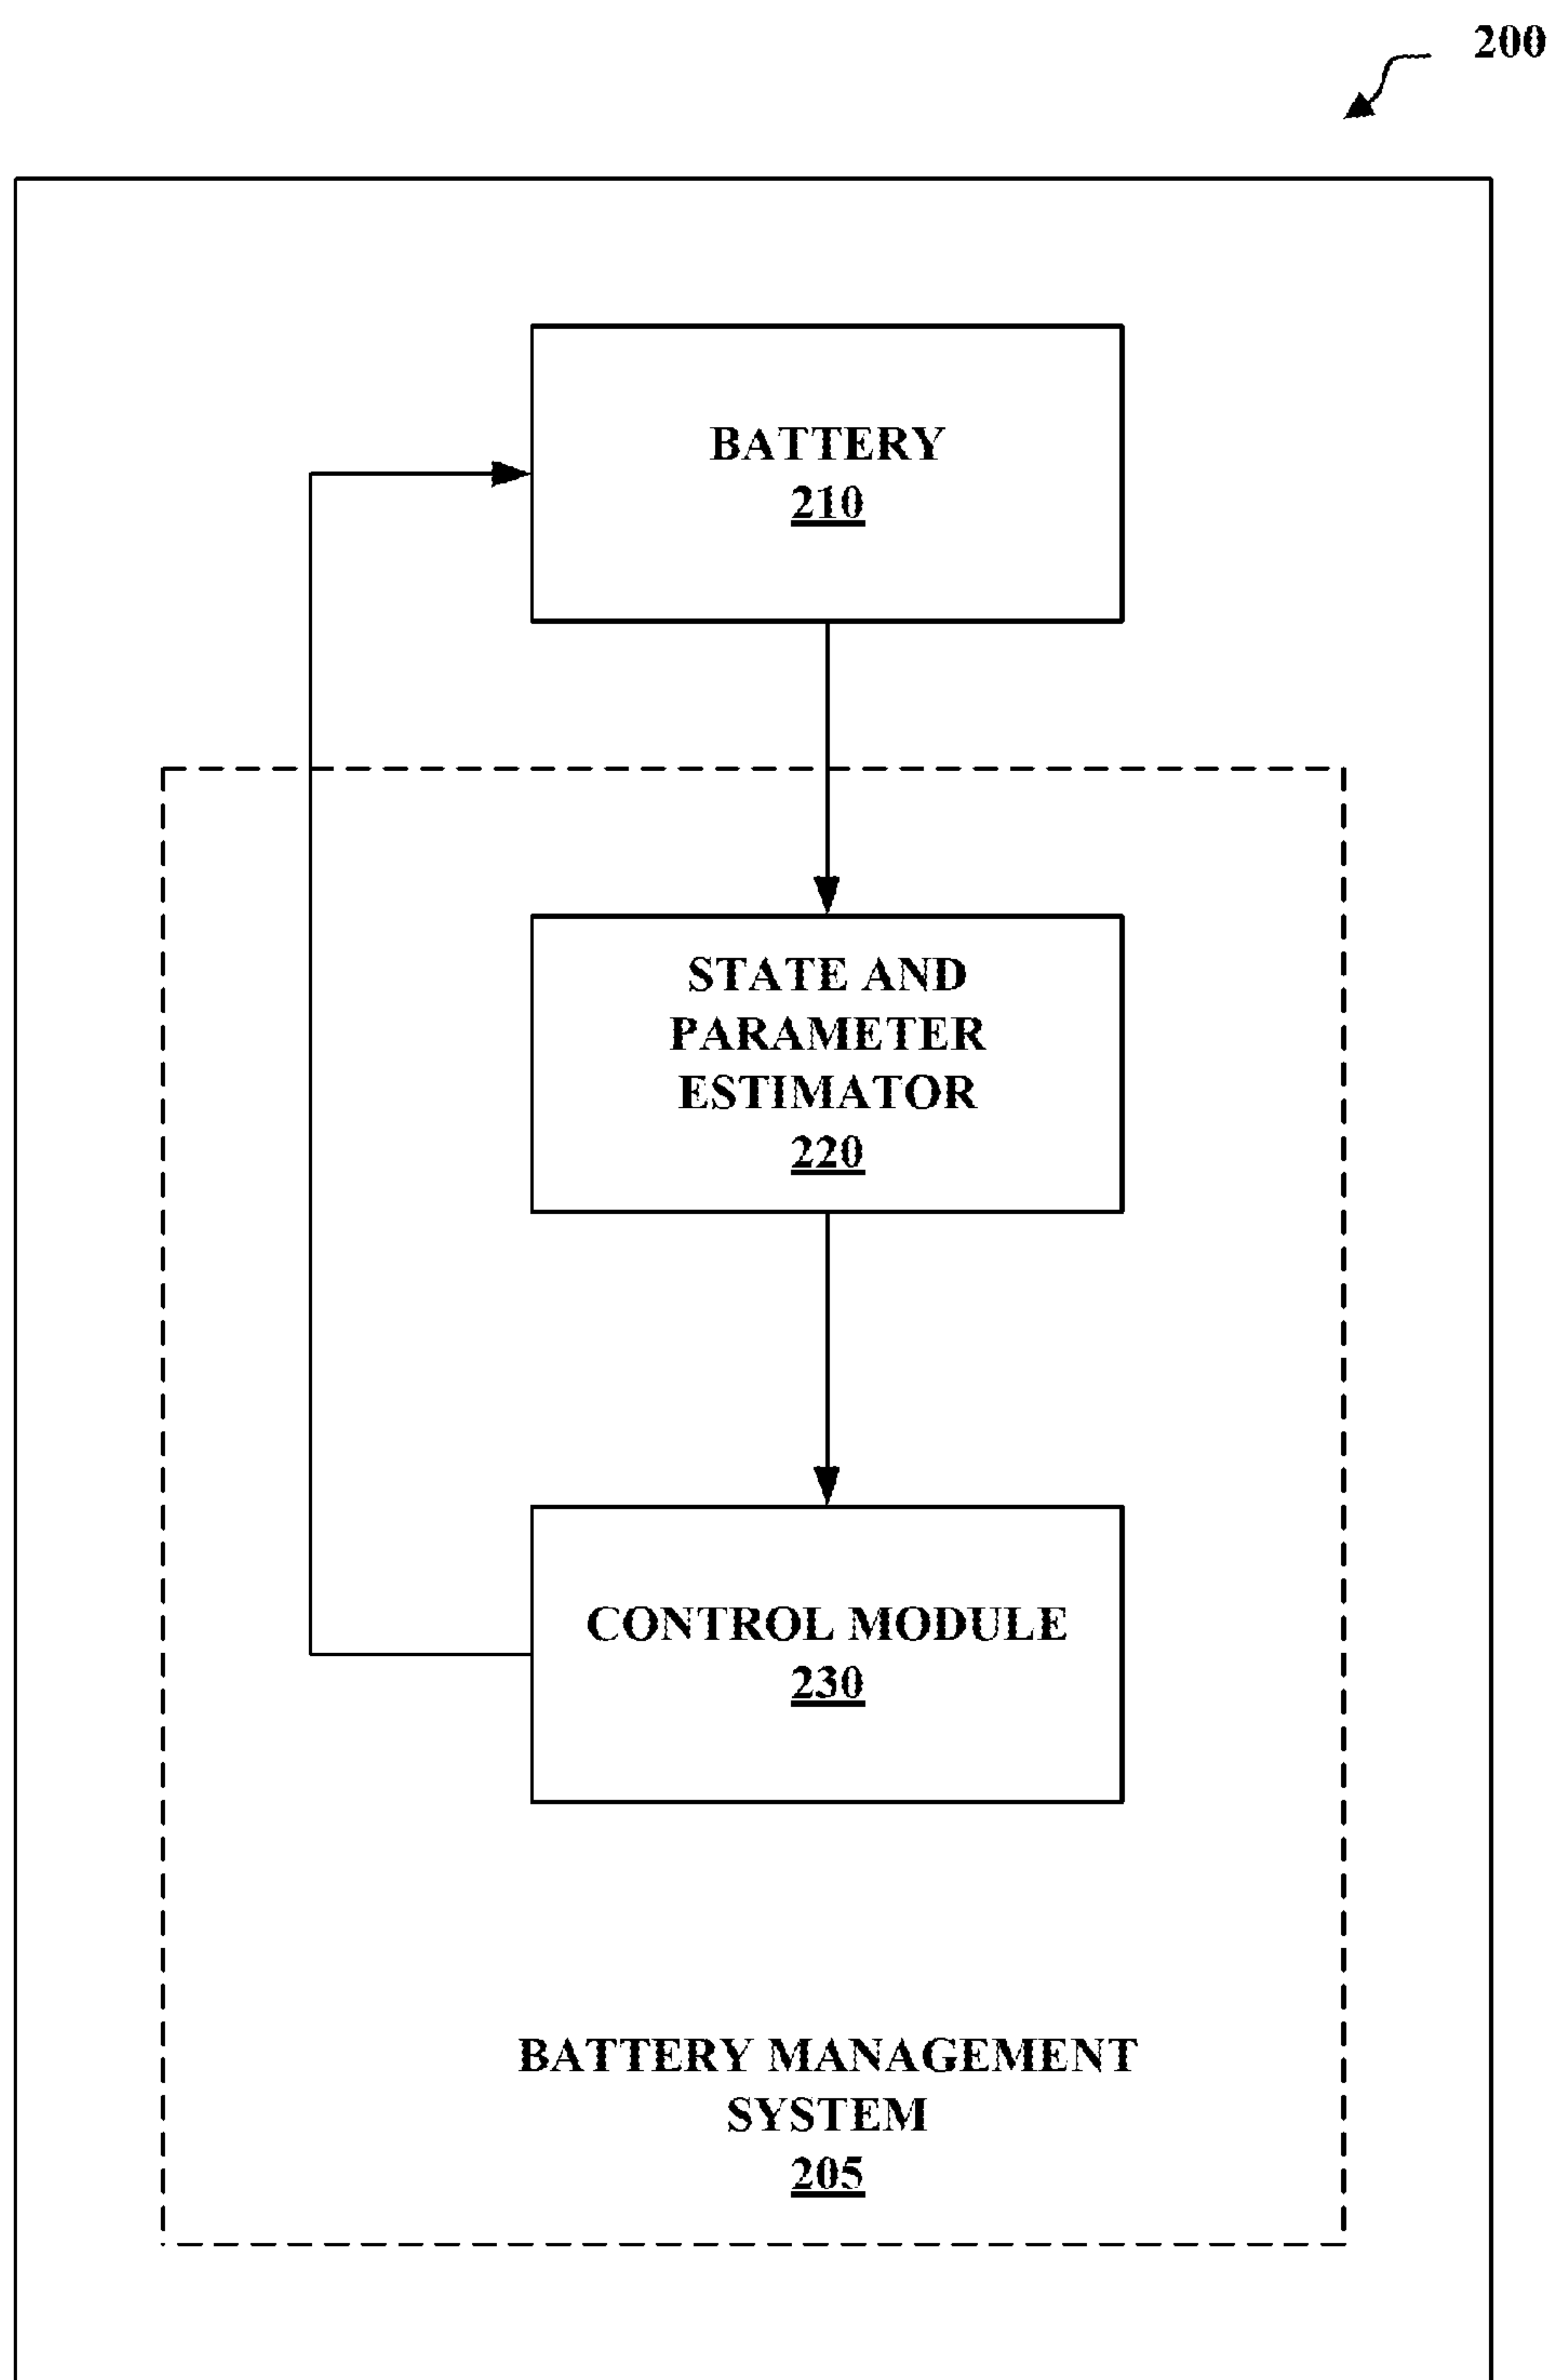 200
BATTERY
210
STATE AND
PARAMETER
ESTIMATOR
220
CONTROL MODULE
230
BATTERY MANAGEMENT
SYSTEM
205